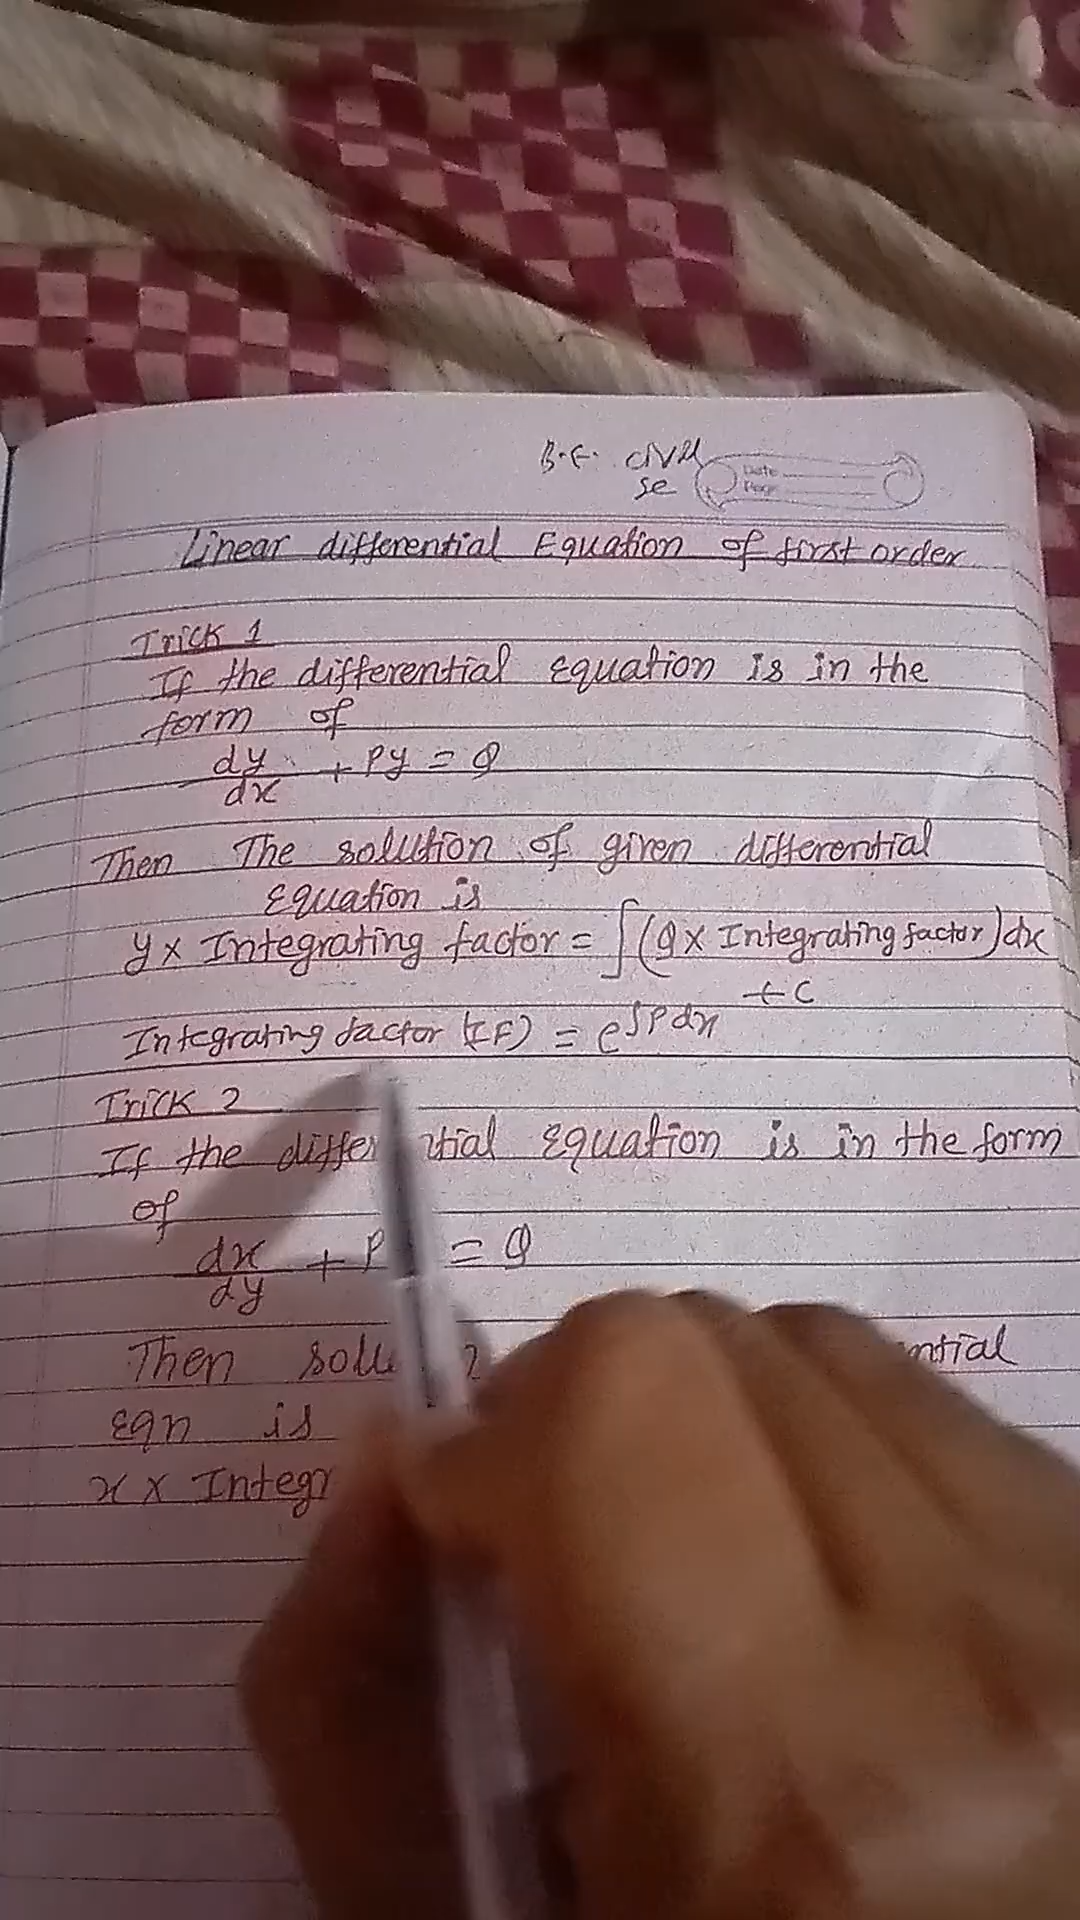 B.E. civil
se
Date
Page
Linear differential Equation of first order
Trick 1
If the differential equation is in the
form of
dy/dx + Py = Q
Then The solution of given differential
Equation is
y x Integrating factor = ∫(Q x Integrating factor)dx
+ c
Integrating factor (IF) = e^∫Pdx
Trick 2
If the differ tial equation is in the form
of
dx/dy + P = Q
Then ntial
Eqn is
x x Integr